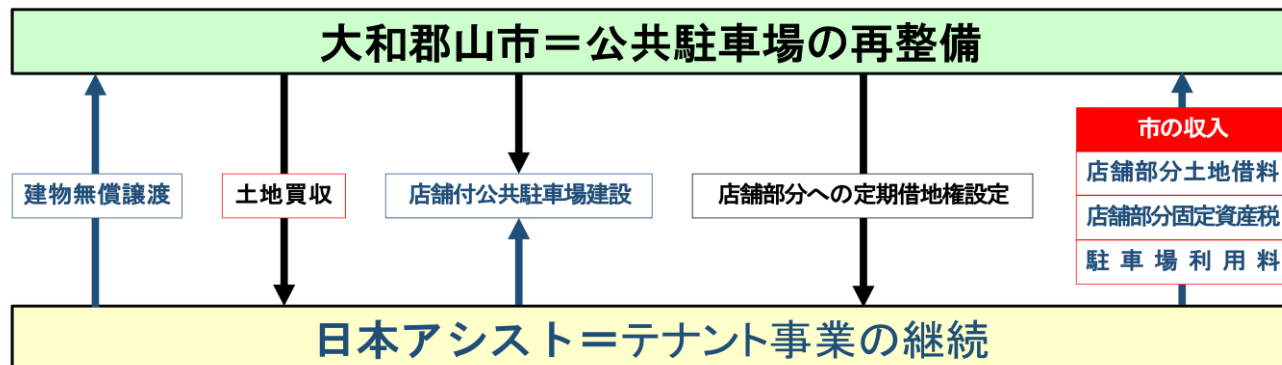 大和郡山市＝公共駐車場の再整備
市の収入
建物無償譲渡
土地買収
店舗付公共駐車場建設
店舗部分への定期借地権設定
店舗部分土地借料
店舗部分固定資産税
駐車場利用料
日本アシスト＝テナント事業の継続